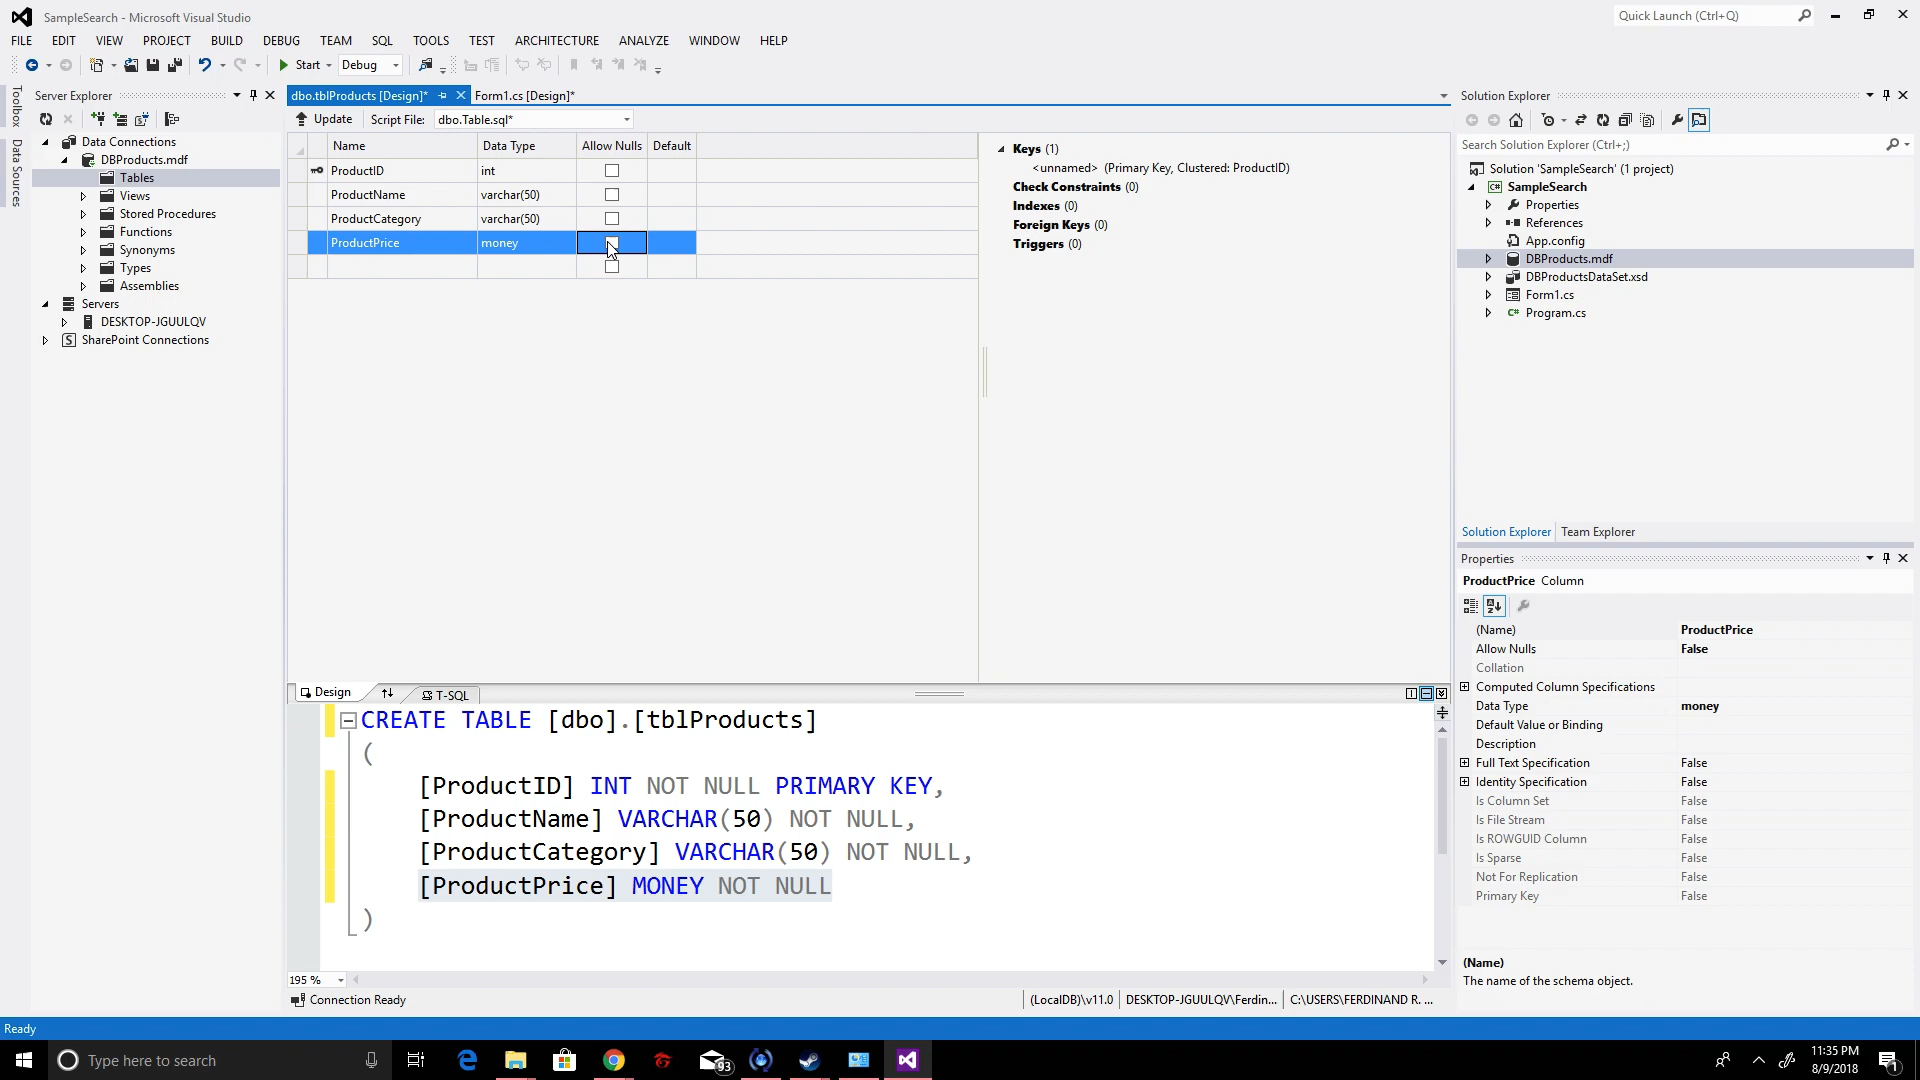 SampleSearch - Microsoft Visual Studio
Quick Launch (Ctrl+Q)
FILE EDIT VIEW PROJECT BUILD DEBUG TEAM SQL TOOLS TEST ARCHITECTURE ANALYZE WINDOW HELP
Start Debug
Toolbox
Data Sources
Server Explorer
Data Connections
DBProducts.mdf
Tables
Views
Stored Procedures
Functions
Synonyms
Types
Assemblies
Servers
DESKTOP-JGUULQV
SharePoint Connections
dbo.tblProducts [Design]* Form1.cs [Design]*
Update Script File: dbo.Table.sql*
Name Data Type Allow Nulls Default
ProductID int
ProductName varchar(50)
ProductCategory varchar(50)
ProductPrice money
Keys (1)
<unnamed> (Primary Key, Clustered: ProductID)
Check Constraints (0)
Indexes (0)
Foreign Keys (0)
Triggers (0)
Design T-SQL
CREATE TABLE [dbo].[tblProducts]
(
[ProductID] INT NOT NULL PRIMARY KEY,
[ProductName] VARCHAR(50) NOT NULL,
[ProductCategory] VARCHAR(50) NOT NULL,
[ProductPrice] MONEY NOT NULL
)
195 %
Connection Ready (LocalDB)\v11.0 DESKTOP-JGUULQV\Ferdin... C:\USERS\FERDINAND R. ...
Solution Explorer
Search Solution Explorer (Ctrl+;)
Solution 'SampleSearch' (1 project)
SampleSearch
Properties
References
App.config
DBProducts.mdf
DBProductsDataSet.xsd
Form1.cs
Program.cs
Solution Explorer Team Explorer
Properties
ProductPrice Column
(Name) ProductPrice
Allow Nulls False
Collation
Computed Column Specifications
Data Type money
Default Value or Binding
Description
Full Text Specification False
Identity Specification False
Is Column Set False
Is File Stream False
Is ROWGUID Column False
Is Sparse False
Not For Replication False
Primary Key False
(Name)
The name of the schema object.
Ready
Type here to search
93
11:35 PM
8/9/2018
1